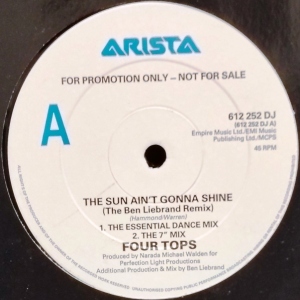 ARISTA
FOR PROMOTION ONLY – NOT FOR SALE
A
612 252 DJ
(612 252 DJ A)
Empire Music Ltd./EMI Music
Publishing Ltd./MCPS
45 RPM
THE SUN AIN'T GONNA SHINE
(The Ben Liebrand Remix)
(Hammond/Warren)
1. THE ESSENTIAL DANCE MIX
2. THE 7" MIX
FOUR TOPS
Produced by Narada Michael Walden for
Perfection Light Productions
Additional Production & Mix by Ben Liebrand